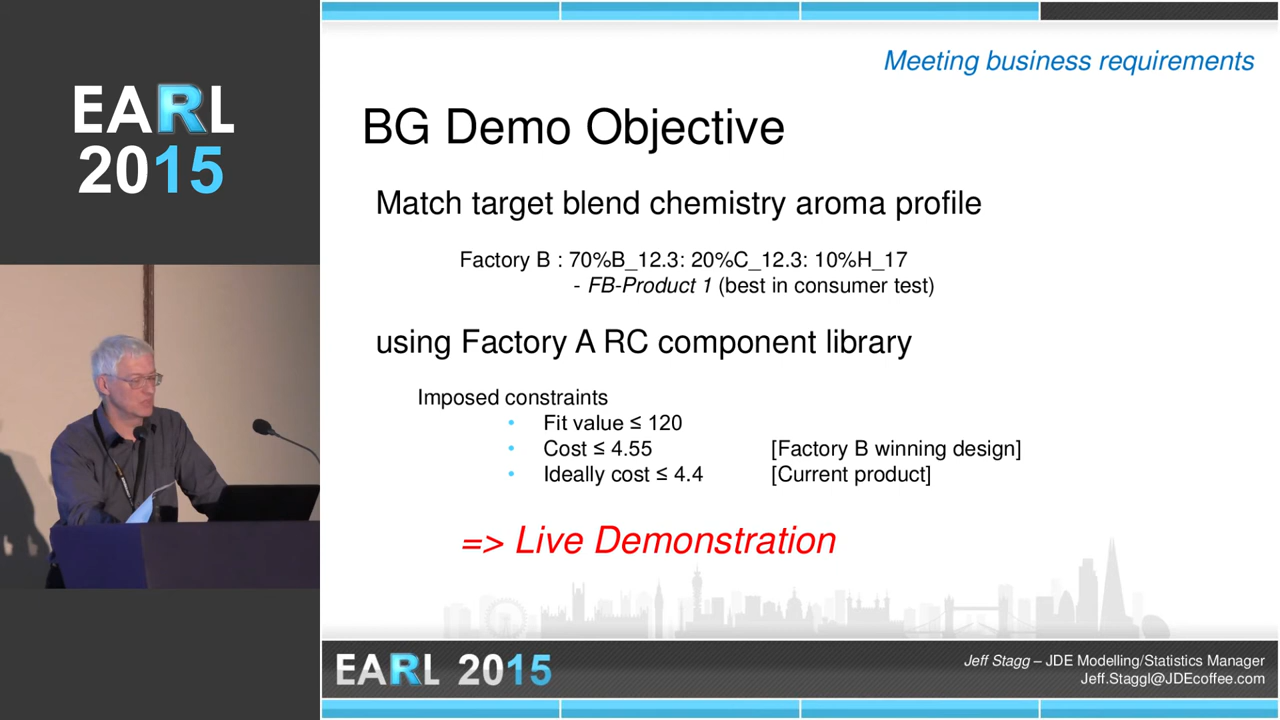 EARL
2015
Meeting business requirements
BG Demo Objective
Match target blend chemistry aroma profile
Factory B : 70%B_12.3: 20%C_12.3: 10%H_17
- FB-Product 1 (best in consumer test)
using Factory A RC component library
Imposed constraints
• Fit value ≤ 120
• Cost ≤ 4.55 [Factory B winning design]
• Ideally cost ≤ 4.4 [Current product]
=> Live Demonstration
EARL 2015
Jeff Stagg – JDE Modelling/Statistics Manager
Jeff.Staggl@JDEcoffee.com